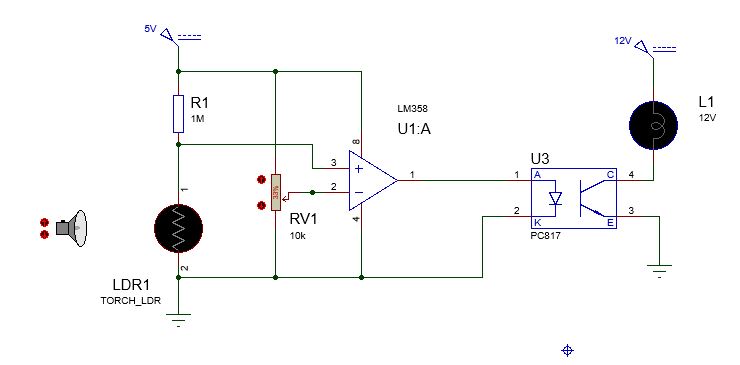 5V
12V
R1
1M
LM358
U1:A
L1
12V
8
3
2
1
4
33%
RV1
10k
U3
1
A
C
4
2
K
E
3
PC817
1
2
LDR1
TORCH_LDR